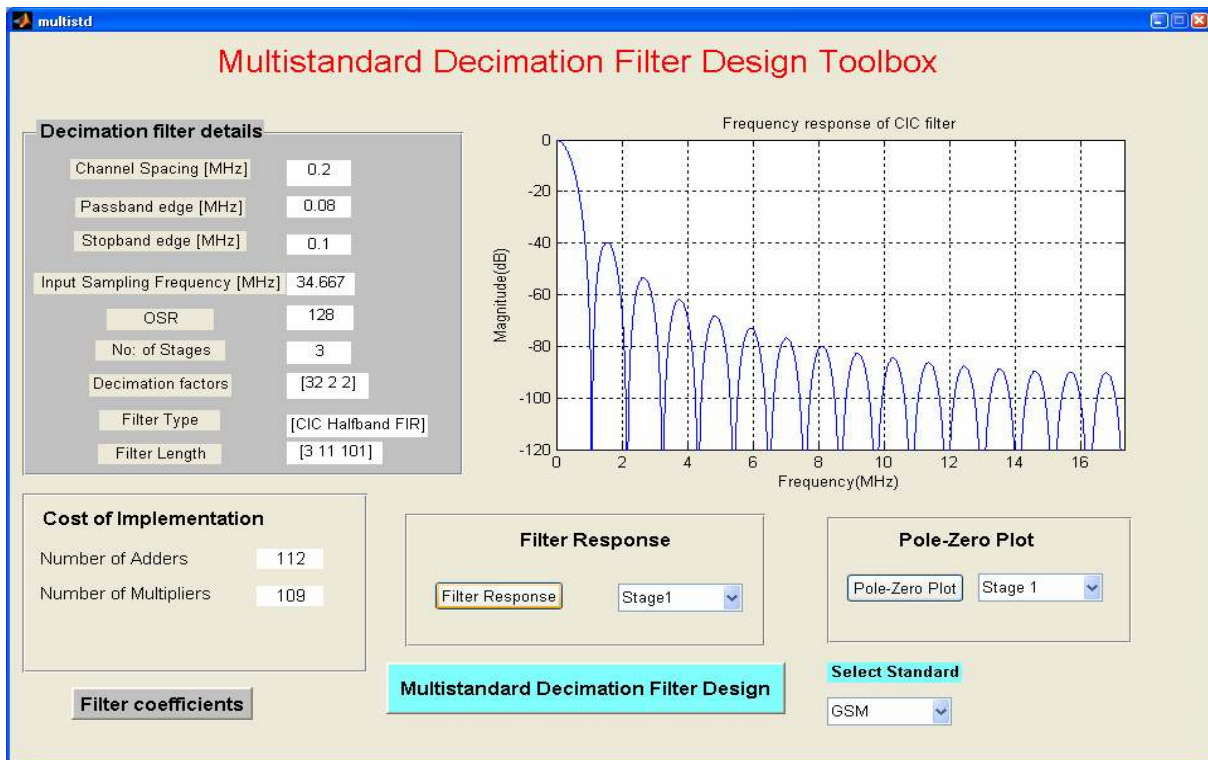 multistd
Multistandard Decimation Filter Design Toolbox
Decimation filter details
Channel Spacing [MHz] 0.2
Passband edge [MHz] 0.08
Stopband edge [MHz] 0.1
Input Sampling Frequency [MHz] 34.667
OSR 128
No: of Stages 3
Decimation factors [32 2 2]
Filter Type [CIC Halfband FIR]
Filter Length [3 11 101]
Frequency response of CIC filter
Magnitude(dB)
0
-20
-40
-60
-80
-100
-120
0 2 4 6 8 10 12 14 16
Frequency(MHz)
Cost of Implementation
Number of Adders 112
Number of Multipliers 109
Filter coefficients
Filter Response
Filter Response Stage1
Multistandard Decimation Filter Design
Pole-Zero Plot
Pole-Zero Plot Stage 1
Select Standard
GSM